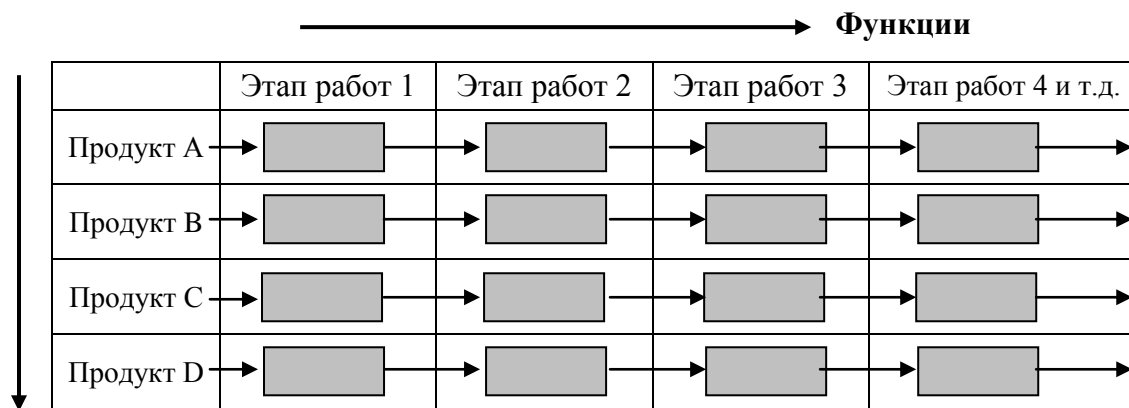 Функции
Этап работ 1 Этап работ 2 Этап работ 3 Этап работ 4 и т.д.
Продукт A
Продукт B
Продукт C
Продукт D